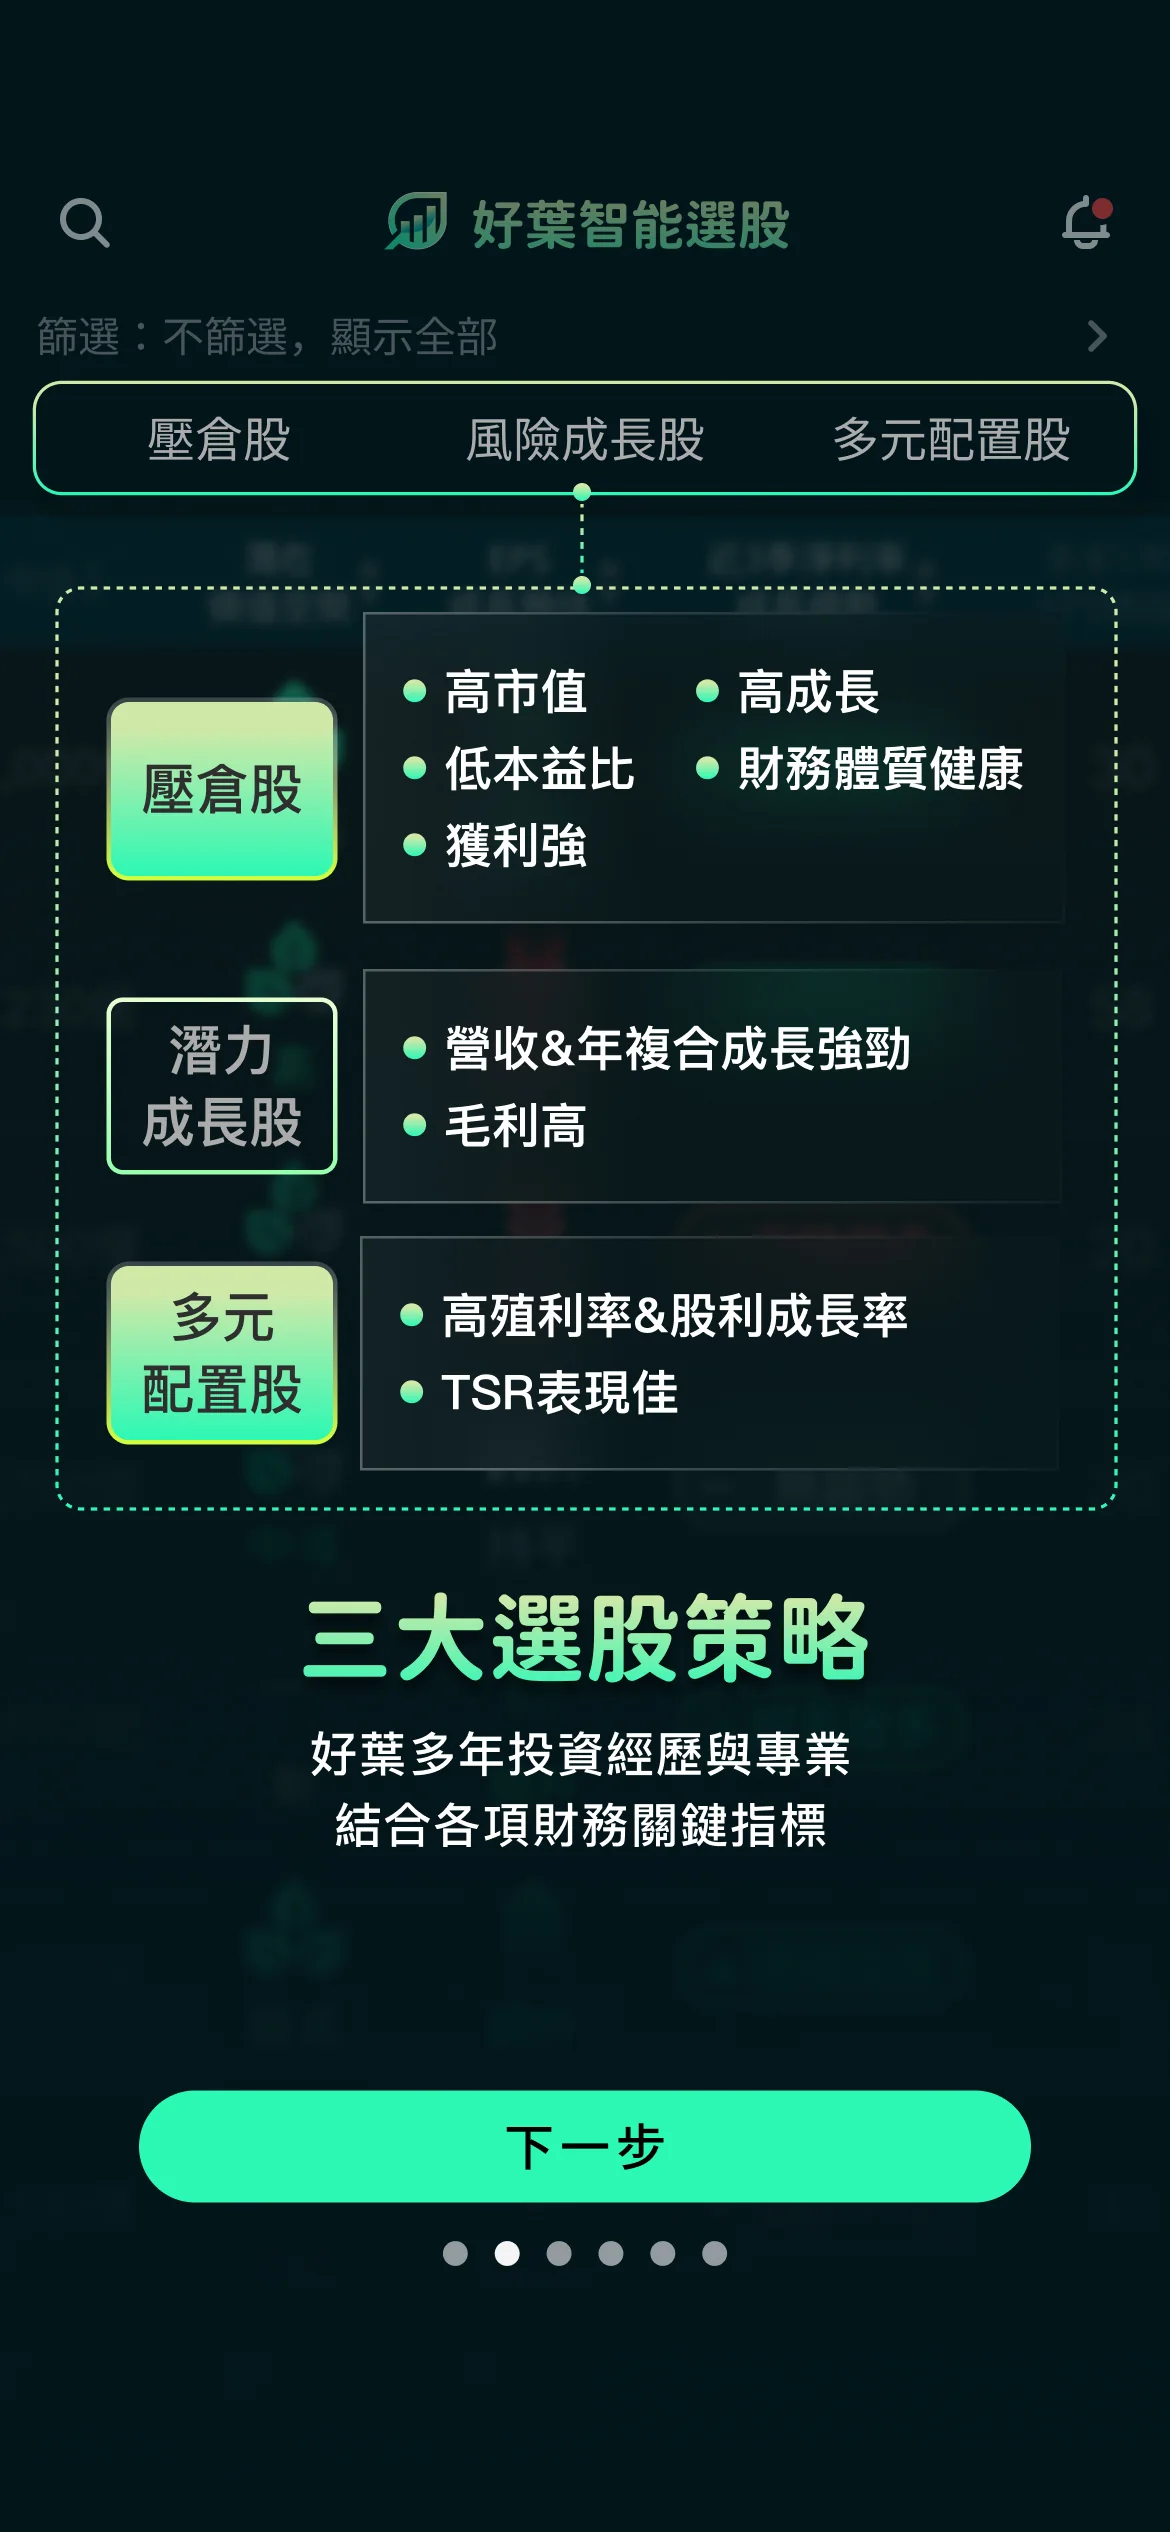 好葉智能選股
篩選：不篩選，顯示全部
壓倉股 風險成長股 多元配置股
壓倉股
高市值 高成長
低本益比 財務體質健康
獲利強
潛力
成長股
營收&年複合成長強勁
毛利高
多元
配置股
高殖利率&股利成長率
TSR表現佳
三大選股策略
好葉多年投資經歷與專業
結合各項財務關鍵指標
下一步